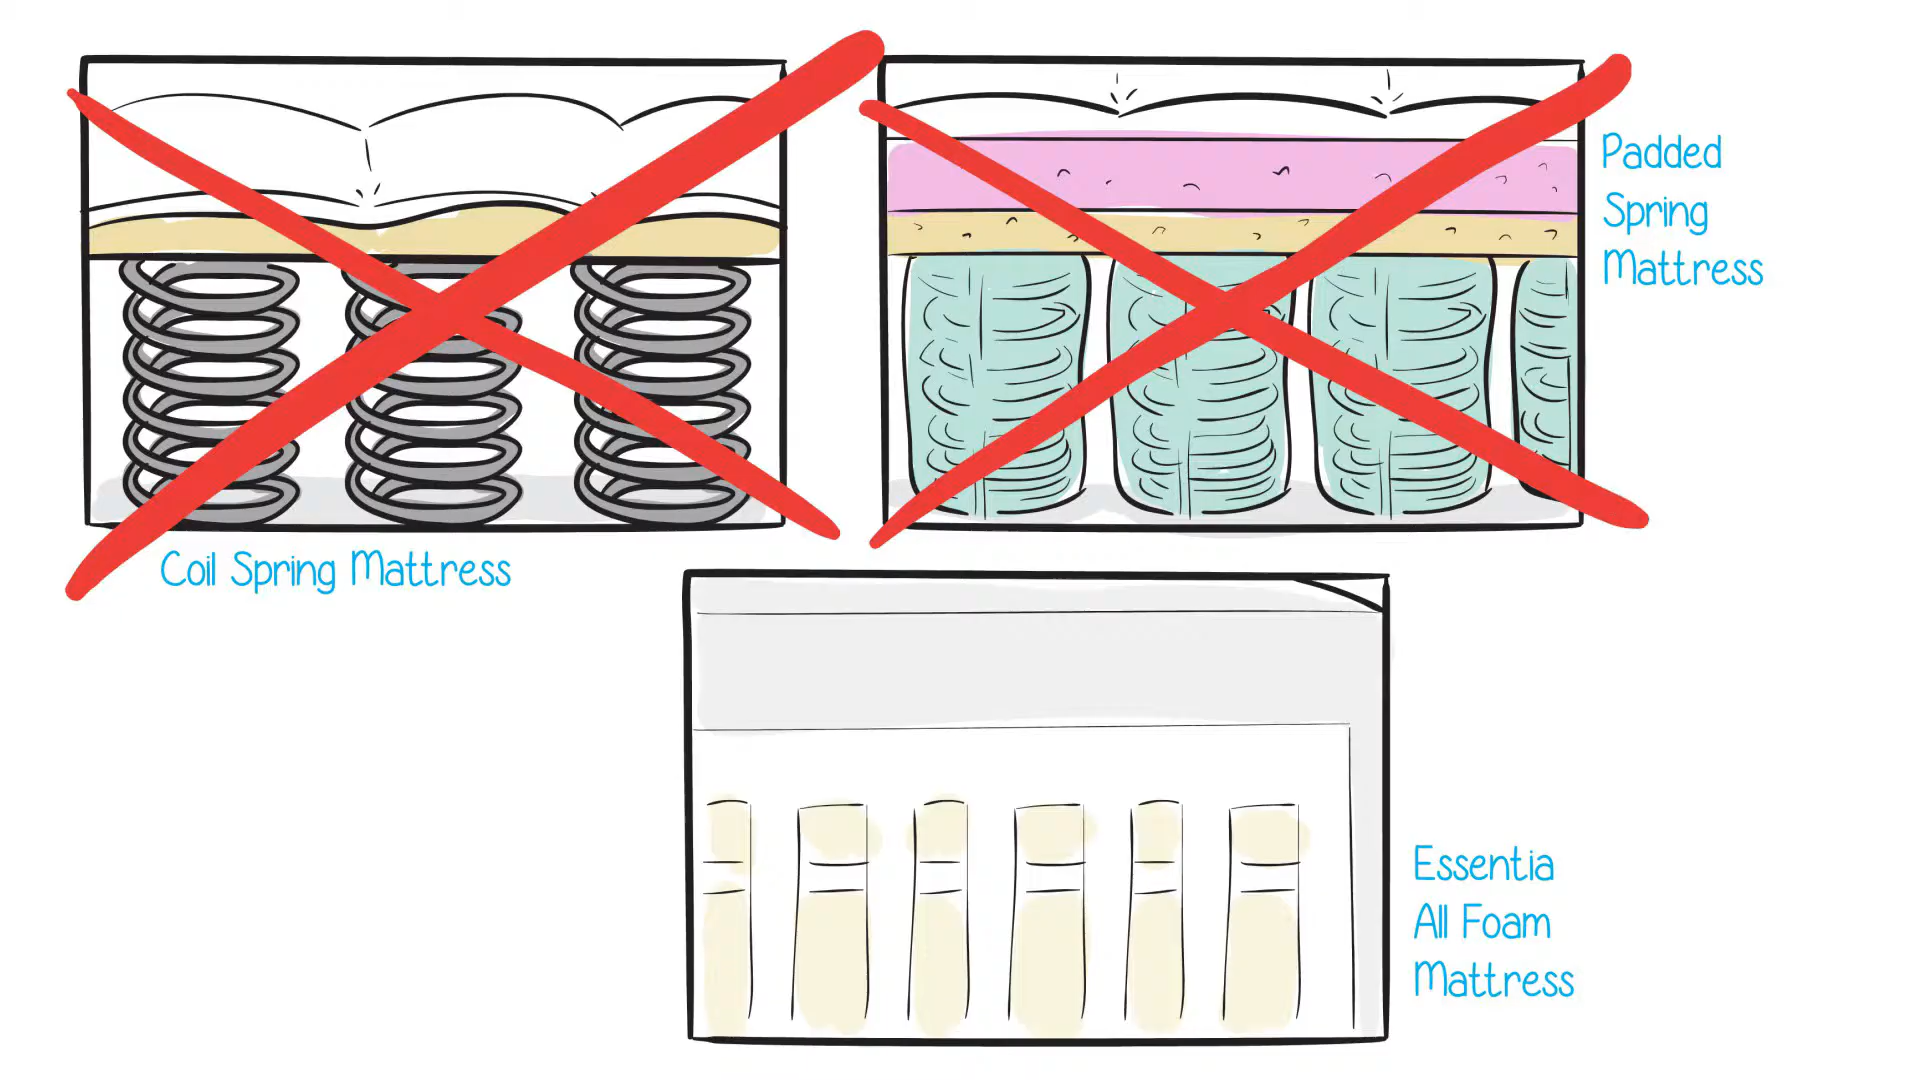 Padded
Spring
Mattress
Coil Spring Mattress
Essentia
All Foam
Mattress